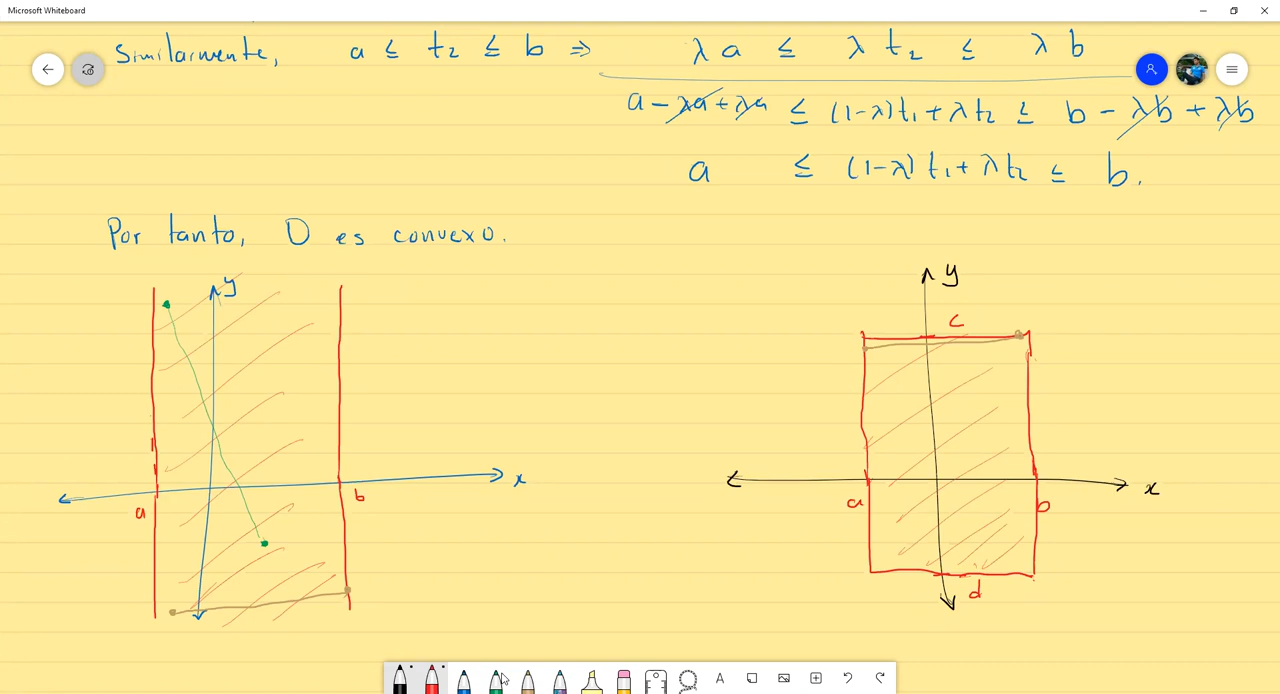 Microsoft Whiteboard
Similarmente, a ≤ t₂ ≤ b ⇒ λa ≤ λt₂ ≤ λb
a - λa + λa ≤ (1-λ)t₁ + λt₂ ≤ b - λb + λb
a ≤ (1-λ)t₁ + λt₂ ≤ b.
Por tanto, D es convexo.
y
a
b
x
y
c
a
b
x
d
A